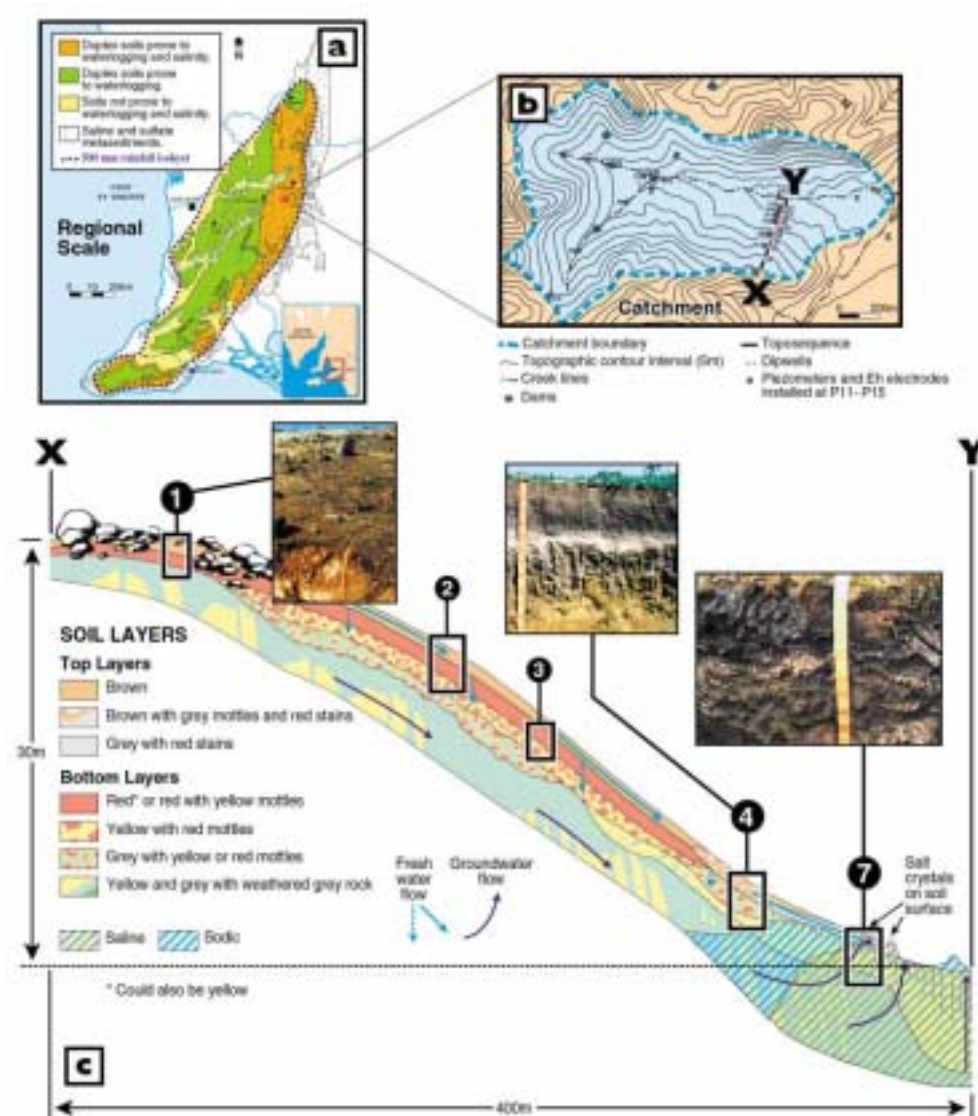 a
Duplex soils prone to
waterlogging and salinity.
Duplex soils prone
to waterlogging.
Soils not prone to
waterlogging and salinity.
Saline and sulfate
metasediments.
rainfall
N
Regional
Scale
b
Y
X
Catchment
Catchment boundary
Topographic contour interval (5m)
Creek lines
Dams
Toposequence
Dipwells
Piezometers and Eh electrodes
installed at P11–P15
X
Y
1
2
3
4
7
30m
SOIL LAYERS
Top Layers
Brown
Brown with grey mottles and red stains
Grey with red stains
Bottom Layers
Red* or red with yellow mottles
Yellow with red mottles
Grey with yellow or red mottles
Yellow and grey with weathered grey rock
Saline
Sodic
Fresh
water
flow
Groundwater
flow
Salt
crystals
on soil
surface
* Could also be yellow
c
400m